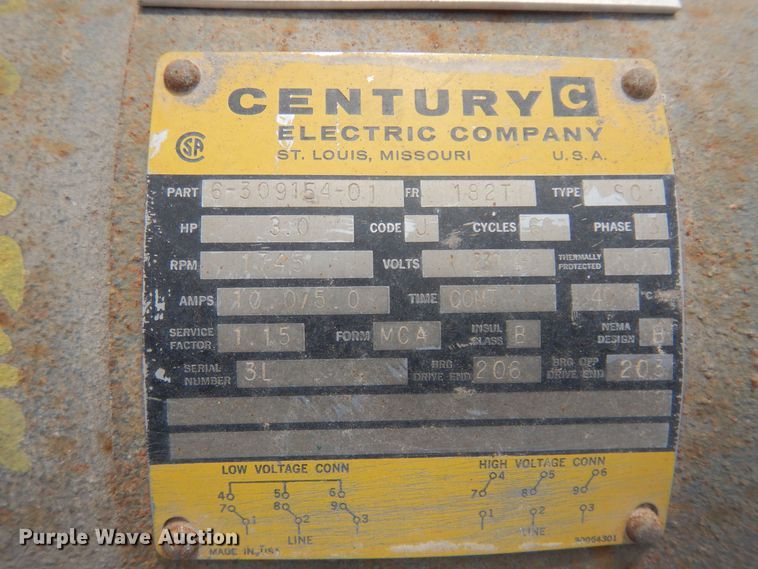 CENTURY C
ELECTRIC COMPANY
CSA
ST. LOUIS, MISSOURI U.S.A.
PART 6-309154-01 FR 182T TYPE SC
HP 3.0 CODE J CYCLES PHASE 3
RPM 1745 VOLTS THERMALLY PROTECTED
AMPS 10.0/5.0 TIME CONT 40 °C
SERVICE FACTOR 1.15 FORM MCA INSUL CLASS B NEMA DESIGN B
SERIAL NUMBER 3L BRG DRIVE END 206 BRG OPP DRIVE END 203
LOW VOLTAGE CONN HIGH VOLTAGE CONN
4 5 6 4 5 6
7 8 9 7 8 9
1 2 3 1 2 3
LINE LINE
MADE IN USA
Purple Wave Auction